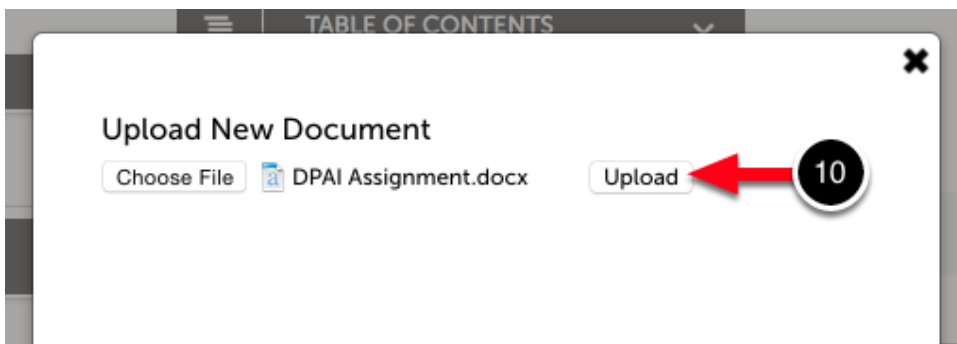 TABLE OF CONTENTS
Upload New Document
Choose File DPAI Assignment.docx Upload 10